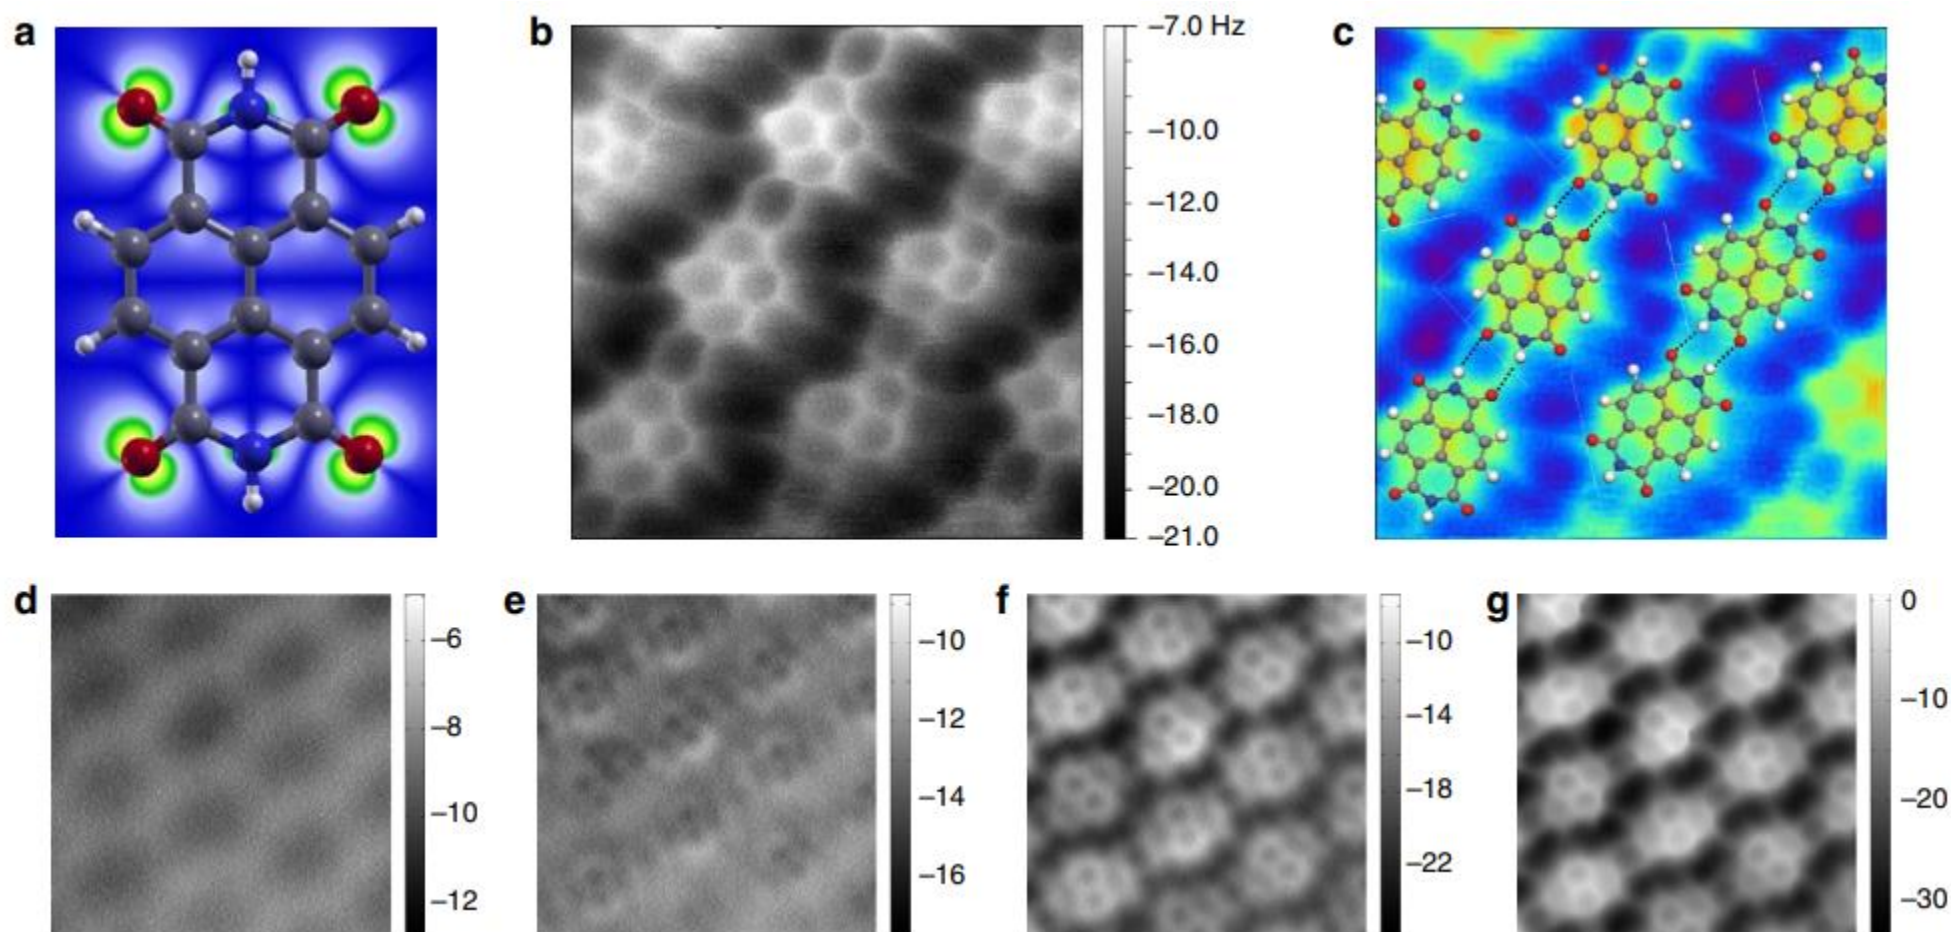 a
b
–7.0 Hz
–10.0
–12.0
–14.0
–16.0
–18.0
–20.0
–21.0
c
d
–6
–8
–10
–12
e
–10
–12
–14
–16
f
–10
–14
–18
–22
g
0
–10
–20
–30